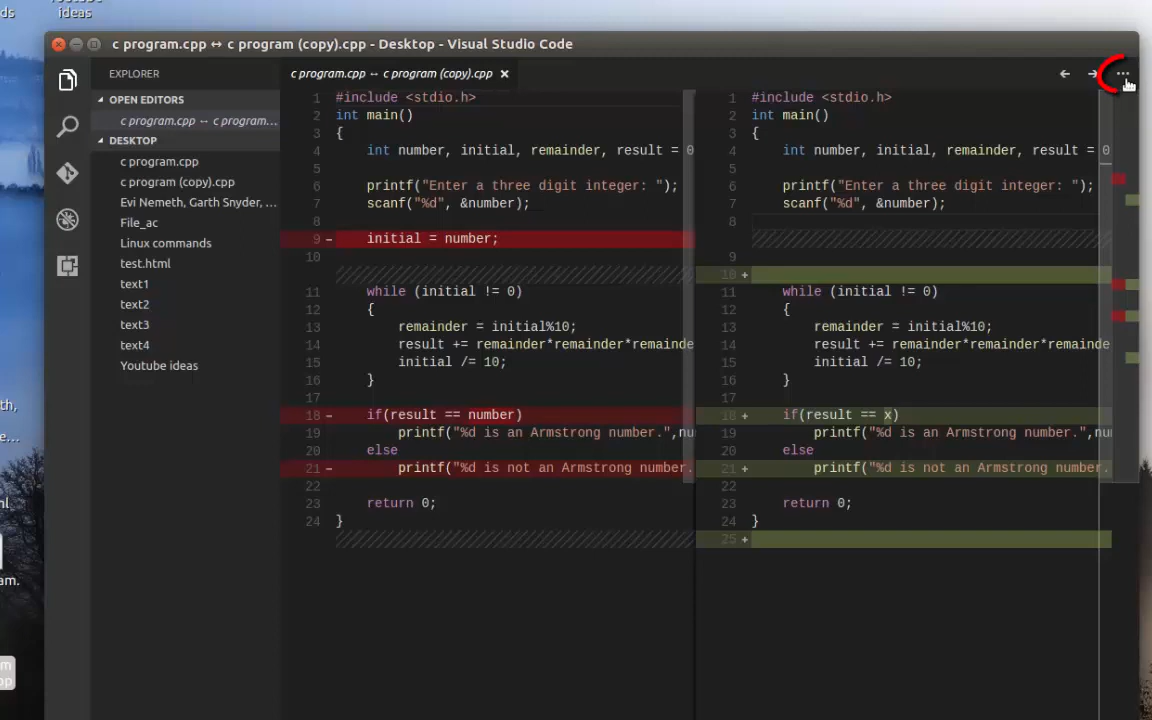 ds
ideas
c program.cpp ↔ c program (copy).cpp - Desktop - Visual Studio Code
EXPLORER
c program.cpp ↔ c program (copy).cpp ×
← → ...
OPEN EDITORS
c program.cpp ↔ c program...
DESKTOP
c program.cpp
c program (copy).cpp
Evi Nemeth, Garth Snyder, ...
File_ac
Linux commands
test.html
text1
text2
text3
text4
Youtube ideas
1 #include <stdio.h>
2 int main()
3 {
4     int number, initial, remainder, result = 0
5
6     printf("Enter a three digit integer: ");
7     scanf("%d", &number);
8
9 –   initial = number;
10
11     while (initial != 0)
12     {
13         remainder = initial%10;
14         result += remainder*remainder*remainde
15         initial /= 10;
16     }
17
18 –   if(result == number)
19         printf("%d is an Armstrong number.",nu
20     else
21 –       printf("%d is not an Armstrong number.
22
23     return 0;
24 }
1 #include <stdio.h>
2 int main()
3 {
4     int number, initial, remainder, result = 0
5
6     printf("Enter a three digit integer: ");
7     scanf("%d", &number);
8
9
10 +
11     while (initial != 0)
12     {
13         remainder = initial%10;
14         result += remainder*remainder*remainde
15         initial /= 10;
16     }
17
18 +   if(result == x)
19         printf("%d is an Armstrong number.",nu
20     else
21 +       printf("%d is not an Armstrong number.
22
23     return 0;
24 }
25 +
th,
e...
ml
am.
m
pp